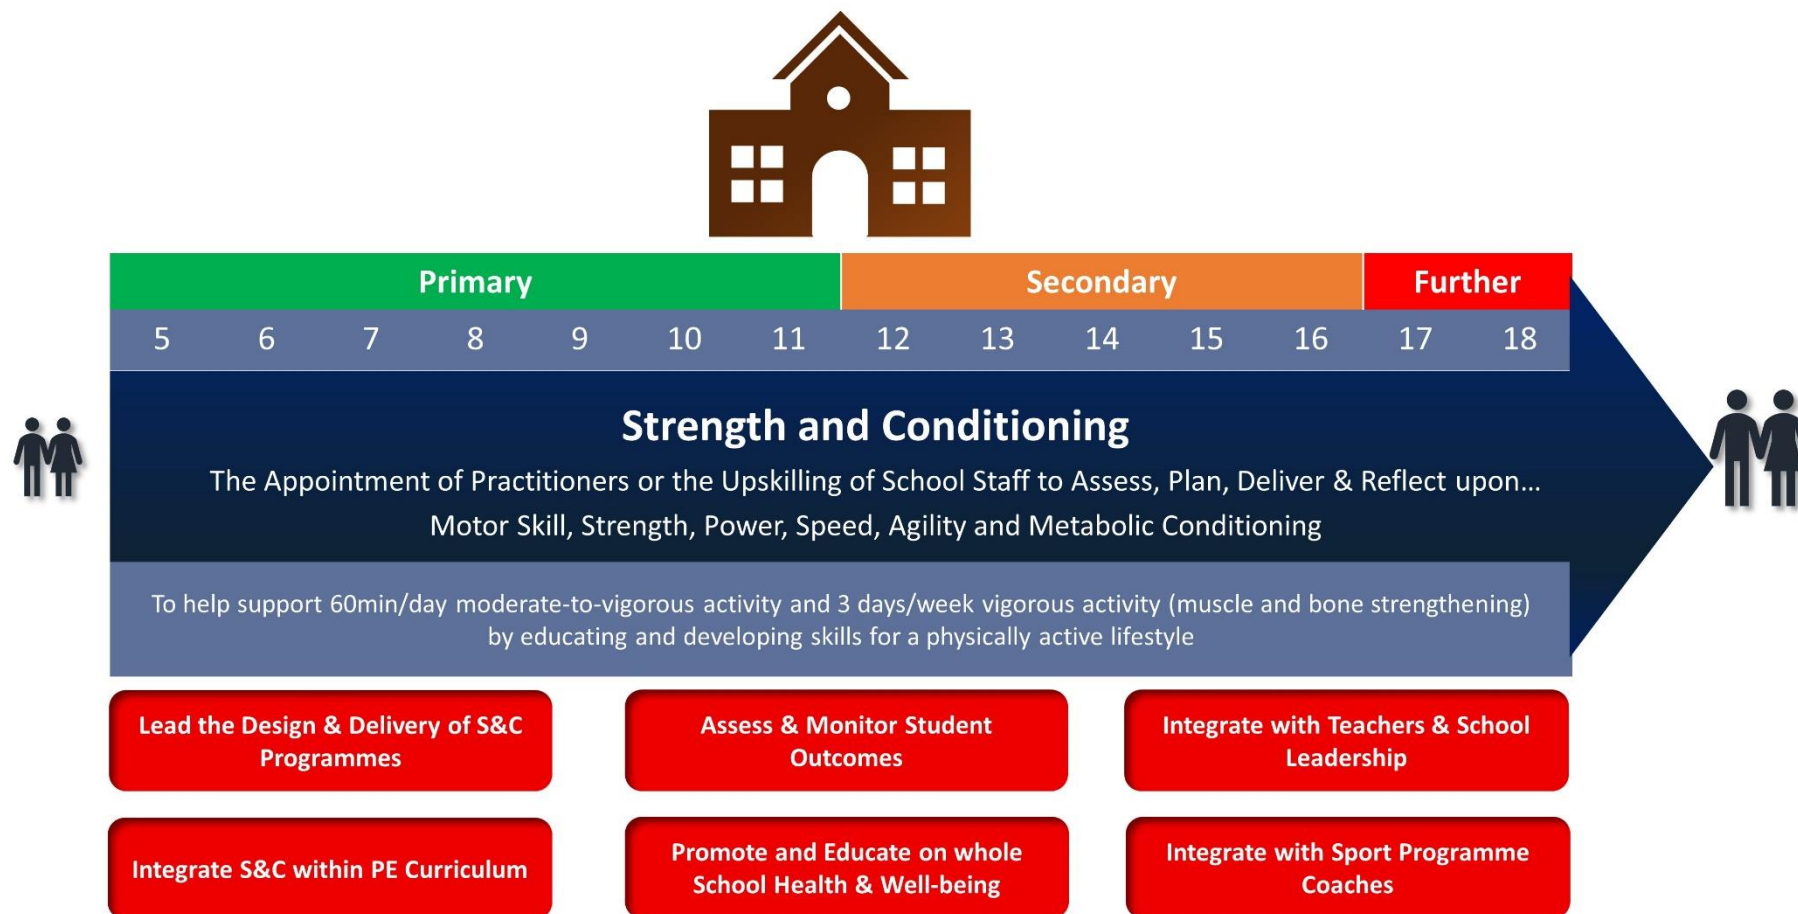 Primary Secondary Further
5 6 7 8 9 10 11 12 13 14 15 16 17 18
Strength and Conditioning
The Appointment of Practitioners or the Upskilling of School Staff to Assess, Plan, Deliver & Reflect upon...
Motor Skill, Strength, Power, Speed, Agility and Metabolic Conditioning
To help support 60min/day moderate-to-vigorous activity and 3 days/week vigorous activity (muscle and bone strengthening)
by educating and developing skills for a physically active lifestyle
Lead the Design & Delivery of S&C
Programmes
Assess & Monitor Student
Outcomes
Integrate with Teachers & School
Leadership
Integrate S&C within PE Curriculum
Promote and Educate on whole
School Health & Well-being
Integrate with Sport Programme
Coaches